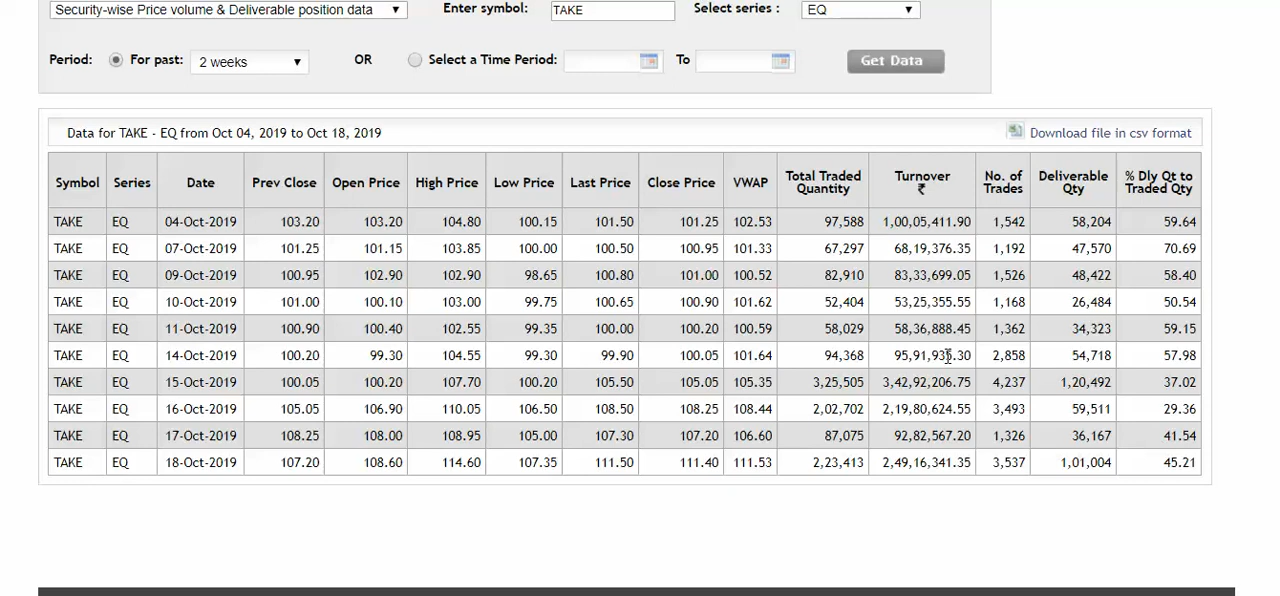 Security-wise Price volume & Deliverable position data Enter symbol: TAKE Select series : EQ
Period: For past: 2 weeks OR Select a Time Period: To Get Data
Data for TAKE - EQ from Oct 04, 2019 to Oct 18, 2019 Download file in csv format
Symbol Series Date Prev Close Open Price High Price Low Price Last Price Close Price VWAP Total Traded Quantity Turnover ₹ No. of Trades Deliverable Qty % Dly Qt to Traded Qty
TAKE EQ 04-Oct-2019 103.20 103.20 104.80 100.15 101.50 101.25 102.53 97,588 1,00,05,411.90 1,542 58,204 59.64
TAKE EQ 07-Oct-2019 101.25 101.15 103.85 100.00 100.50 100.95 101.33 67,297 68,19,376.35 1,192 47,570 70.69
TAKE EQ 09-Oct-2019 100.95 102.90 102.90 98.65 100.80 101.00 100.52 82,910 83,33,699.05 1,526 48,422 58.40
TAKE EQ 10-Oct-2019 101.00 100.10 103.00 99.75 100.65 100.90 101.62 52,404 53,25,355.55 1,168 26,484 50.54
TAKE EQ 11-Oct-2019 100.90 100.40 102.55 99.35 100.00 100.20 100.59 58,029 58,36,888.45 1,362 34,323 59.15
TAKE EQ 14-Oct-2019 100.20 99.30 104.55 99.30 99.90 100.05 101.64 94,368 2,858 54,718 57.98
TAKE EQ 15-Oct-2019 100.05 100.20 107.70 100.20 105.50 105.05 105.35 3,25,505 3,42,92,206.75 4,237 1,20,492 37.02
TAKE EQ 16-Oct-2019 105.05 106.90 110.05 106.50 108.50 108.25 108.44 2,02,702 2,19,80,624.55 3,493 59,511 29.36
TAKE EQ 17-Oct-2019 108.25 108.00 108.95 105.00 107.30 107.20 106.60 87,075 92,82,567.20 1,326 36,167 41.54
TAKE EQ 18-Oct-2019 107.20 108.60 114.60 107.35 111.50 111.40 111.53 2,23,413 2,49,16,341.35 3,537 1,01,004 45.21